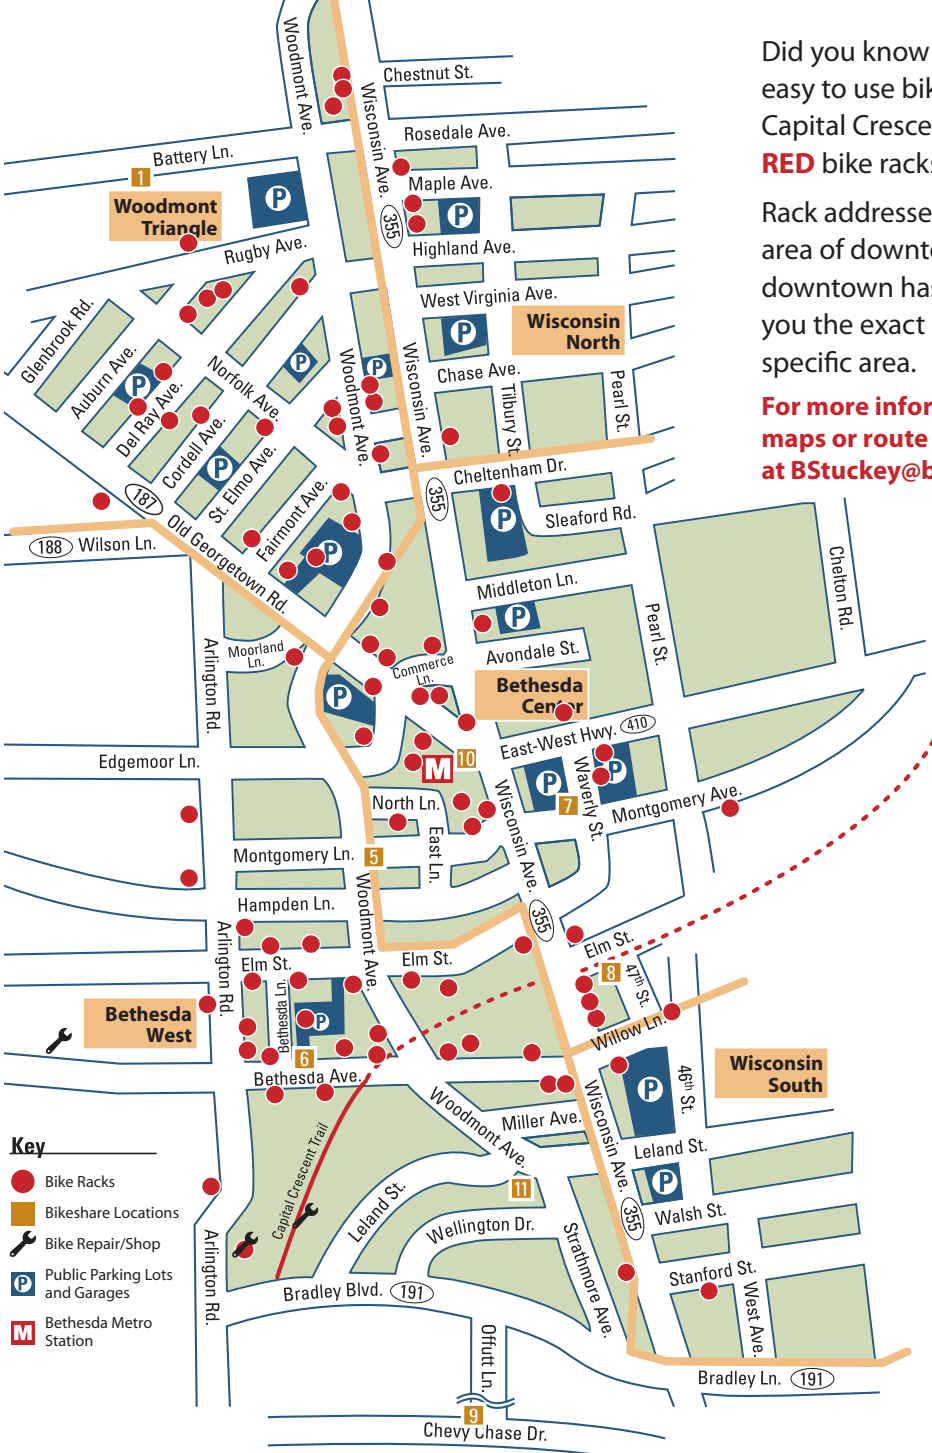 Did you know
easy to use bik
Capital Cresce
RED bike racks
Rack addresse
area of downto
downtown has
you the exact
specific area.
For more infor
maps or route
at BStuckey@b
Woodmont Ave.
Wisconsin Ave.
Chestnut St.
Rosedale Ave.
Battery Ln.
1
P
Maple Ave.
P
Woodmont
Triangle
355
Rugby Ave.
Highland Ave.
West Virginia Ave.
Glenbrook Rd.
Wisconsin
North
P
Auburn Ave.
P
Norfolk Ave.
P
Woodmont Ave.
P
Wisconsin Ave.
Chase Ave.
Tilbury St.
Pearl St.
Del Ray Ave.
Cordell Ave.
P
St. Elmo Ave.
Fairmont Ave.
P
Cheltenham Dr.
355
187
P
Sleaford Rd.
188
Wilson Ln.
Old Georgetown Rd.
Middleton Ln.
Chelton Rd.
P
Pearl St.
Arlington Rd.
Moorland
Ln.
Avondale St.
Commerce
Ln.
P
Bethesda
Center
East-West Hwy.
410
Edgemoor Ln.
M
10
P
P
Waverly St.
7
Montgomery Ave.
North Ln.
East Ln.
Wisconsin Ave.
Montgomery Ln.
5
Hampden Ln.
Woodmont Ave.
355
Arlington Rd.
Elm St.
Elm St.
Elm St.
8
47th St.
Bethesda Ln.
P
Bethesda
West
6
Willow Ln.
Wisconsin
South
Bethesda Ave.
P
46th St.
Woodmont Ave.
Miller Ave.
Wisconsin Ave.
Leland St.
Key
Bike Racks
Bikeshare Locations
Bike Repair/Shop
P
Public Parking Lots
and Garages
M
Bethesda Metro
Station
Capital Crescent Trail
Leland St.
11
P
Walsh St.
355
Arlington Rd.
Wellington Dr.
Strathmore Ave.
Stanford St.
West Ave.
Bradley Blvd.
191
Offutt Ln.
Bradley Ln.
191
9
Chevy Chase Dr.